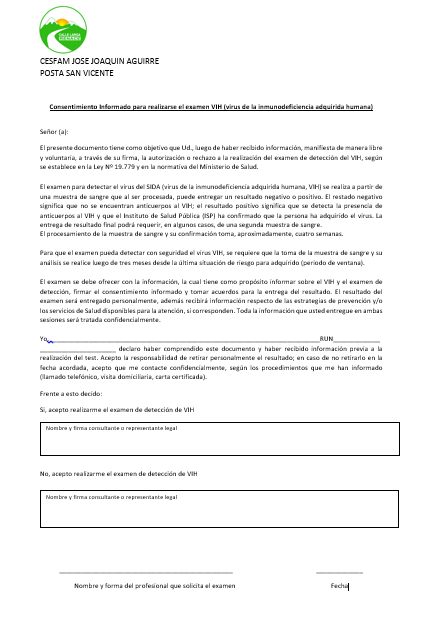 CESFAM JOSE JOAQUIN AGUIRRE
POSTA SAN VICENTE
Consentimiento Informado para realizarse el examen VIH (virus de la inmunodeficiencia adquirida humana)
Señor (a):
El presente documento tiene como objetivo que Ud., luego de haber recibido información, manifiesta de manera libre
y voluntaria, a través de su firma, la autorización o rechazo a la realización del examen de detección del VIH, según
se establece en la Ley Nº 19.779 y en la normativa del Ministerio de Salud.
El examen para detectar el virus del SIDA (virus de la inmunodeficiencia adquirida humana, VIH) se realiza a partir de
una muestra de sangre que al ser procesada, puede entregar un resultado negativo o positivo. El restado negativo
significa que no se encuentran anticuerpos al VIH; el resultado positivo significa que se detecta la presencia de
anticuerpos al VIH y que el Instituto de Salud Pública (ISP) ha confirmado que la persona ha adquirido el virus. La
entrega de resultado final podrá requerir, en algunos casos, de una segunda muestra de sangre.
El procesamiento de la muestra de sangre y su confirmación toma, aproximadamente, cuatro semanas.
Para que el examen pueda detectar con seguridad el virus VIH, se requiere que la toma de la muestra de sangre y su
análisis se realice luego de tres meses desde la última situación de riesgo para adquirido (periodo de ventana).
El examen se debe ofrecer con la información, la cual tiene como propósito informar sobre el VIH y el examen de
detección, firmar el consentimiento informado y tomar acuerdos para la entrega del resultado. El resultado del
examen será entregado personalmente, además recibirá información respecto de las estrategias de prevención y/o
los servicios de Salud disponibles para la atención, si corresponden. Toda la información que usted entregue en ambas
sesiones será tratada confidencialmente.
Yo, RUN
declaro haber comprendido este documento y haber recibido información previa a la
realización del test. Acepto la responsabilidad de retirar personalmente el resultado; en caso de no retirarlo en la
fecha acordada, acepto que me contacte confidencialmente, según los procedimientos que me han informado
(llamado telefónico, visita domiciliaria, carta certificada).
Frente a esto decido:
Sí, acepto realizarme el examen de detección de VIH
Nombre y firma consultante o representante legal
No, acepto realizarme el examen de detección de VIH
Nombre y firma consultante o representante legal
Nombre y forma del profesional que solicita el examen Fecha